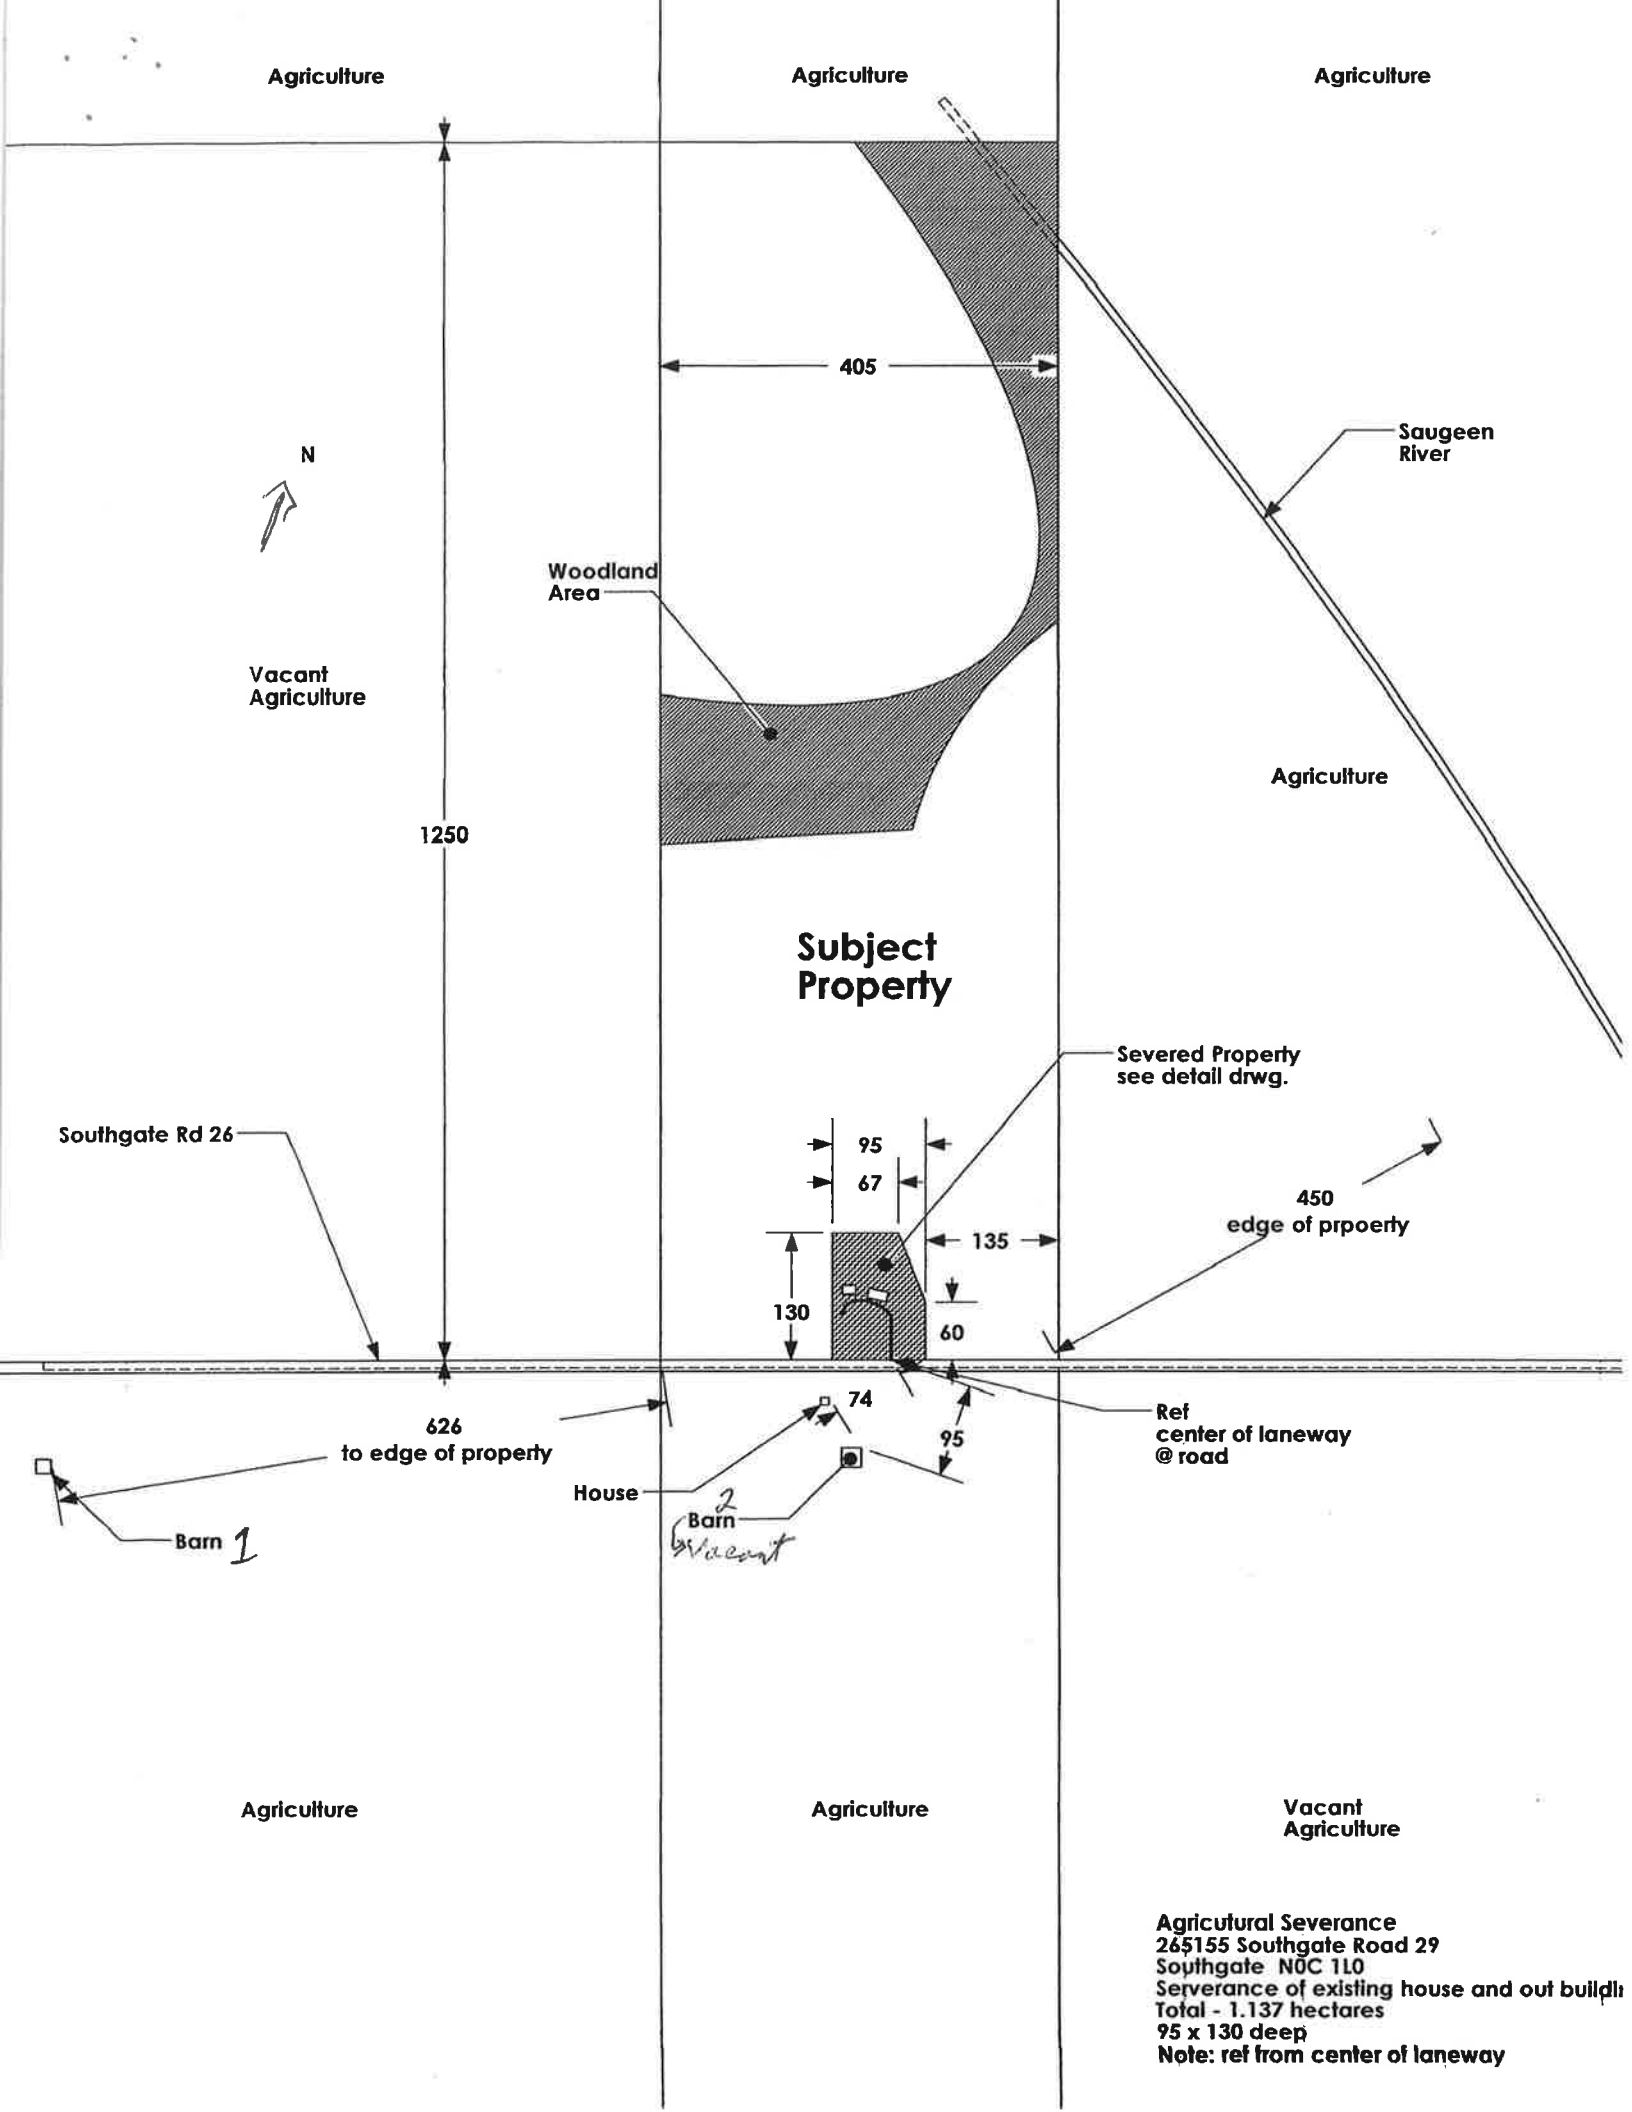 Agriculture
Agriculture
Agriculture
405
Saugeen
River
N
Woodland
Area
Vacant
Agriculture
Agriculture
1250
Subject
Property
Severed Property
see detail drwg.
Southgate Rd 26
95
67
450
edge of prpoerty
135
130
60
74
626
to edge of property
95
Ref
center of laneway
@ road
House
2
Barn
Vacant
Barn 1
Agriculture
Agriculture
Vacant
Agriculture
Agricutural Severance
265155 Southgate Road 29
Southgate N0C 1L0
Serverance of existing house and out buildi
Total - 1.137 hectares
95 x 130 deep
Note: ref from center of laneway